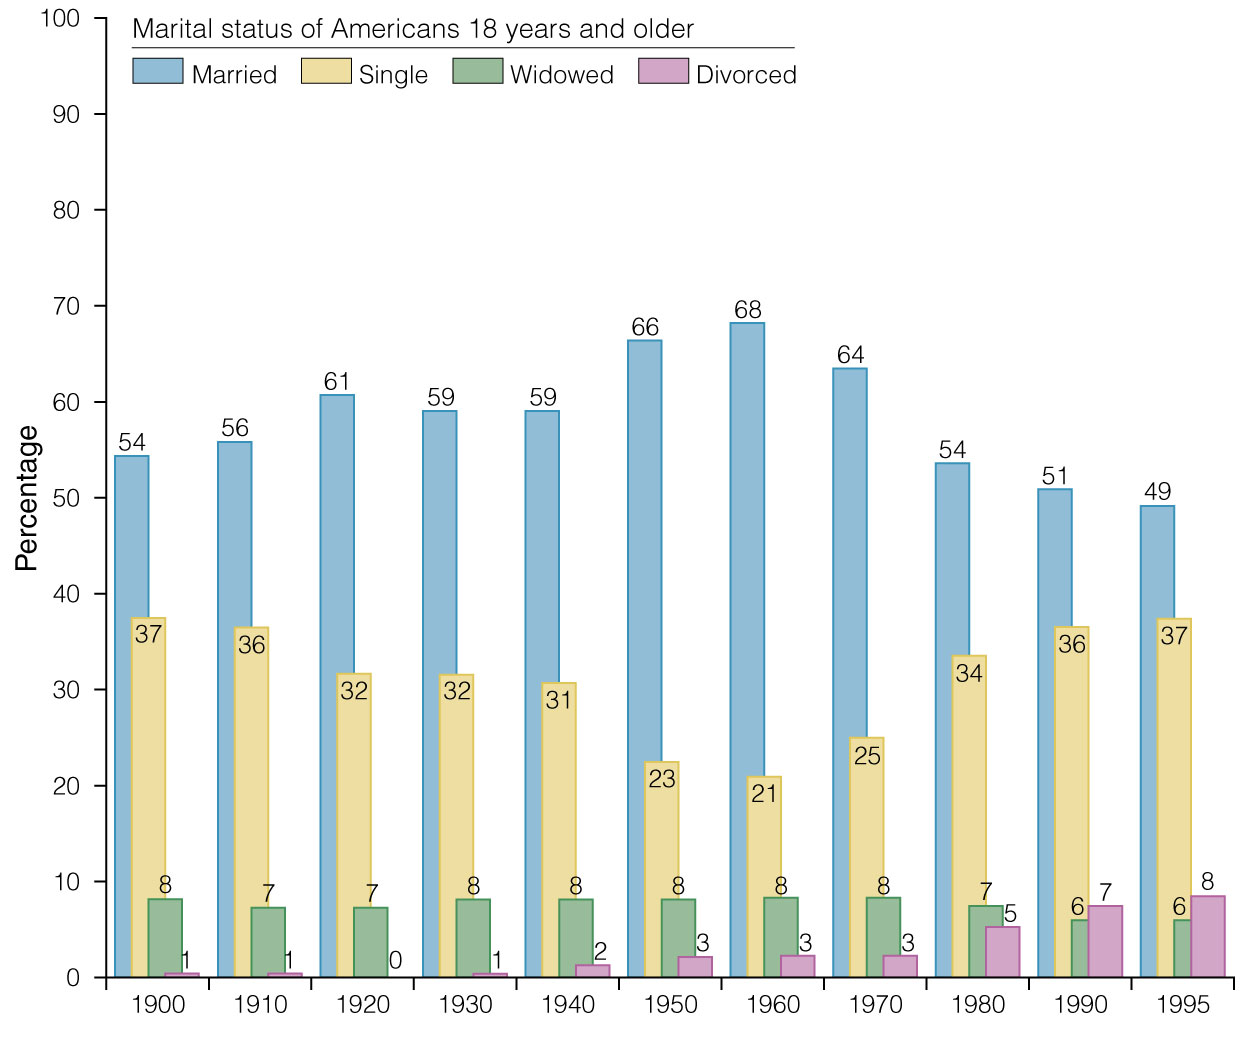 Marital status of Americans 18 years and older
Married Single Widowed Divorced
100
90
80
70
60
50
40
30
20
10
0
Percentage
54 37 8 1
56 36 7 1
61 32 7 0
59 32 8 1
59 31 8 2
66 23 8 3
68 21 8 3
64 25 8 3
54 34 7 5
51 36 6 7
49 37 6 8
1900 1910 1920 1930 1940 1950 1960 1970 1980 1990 1995